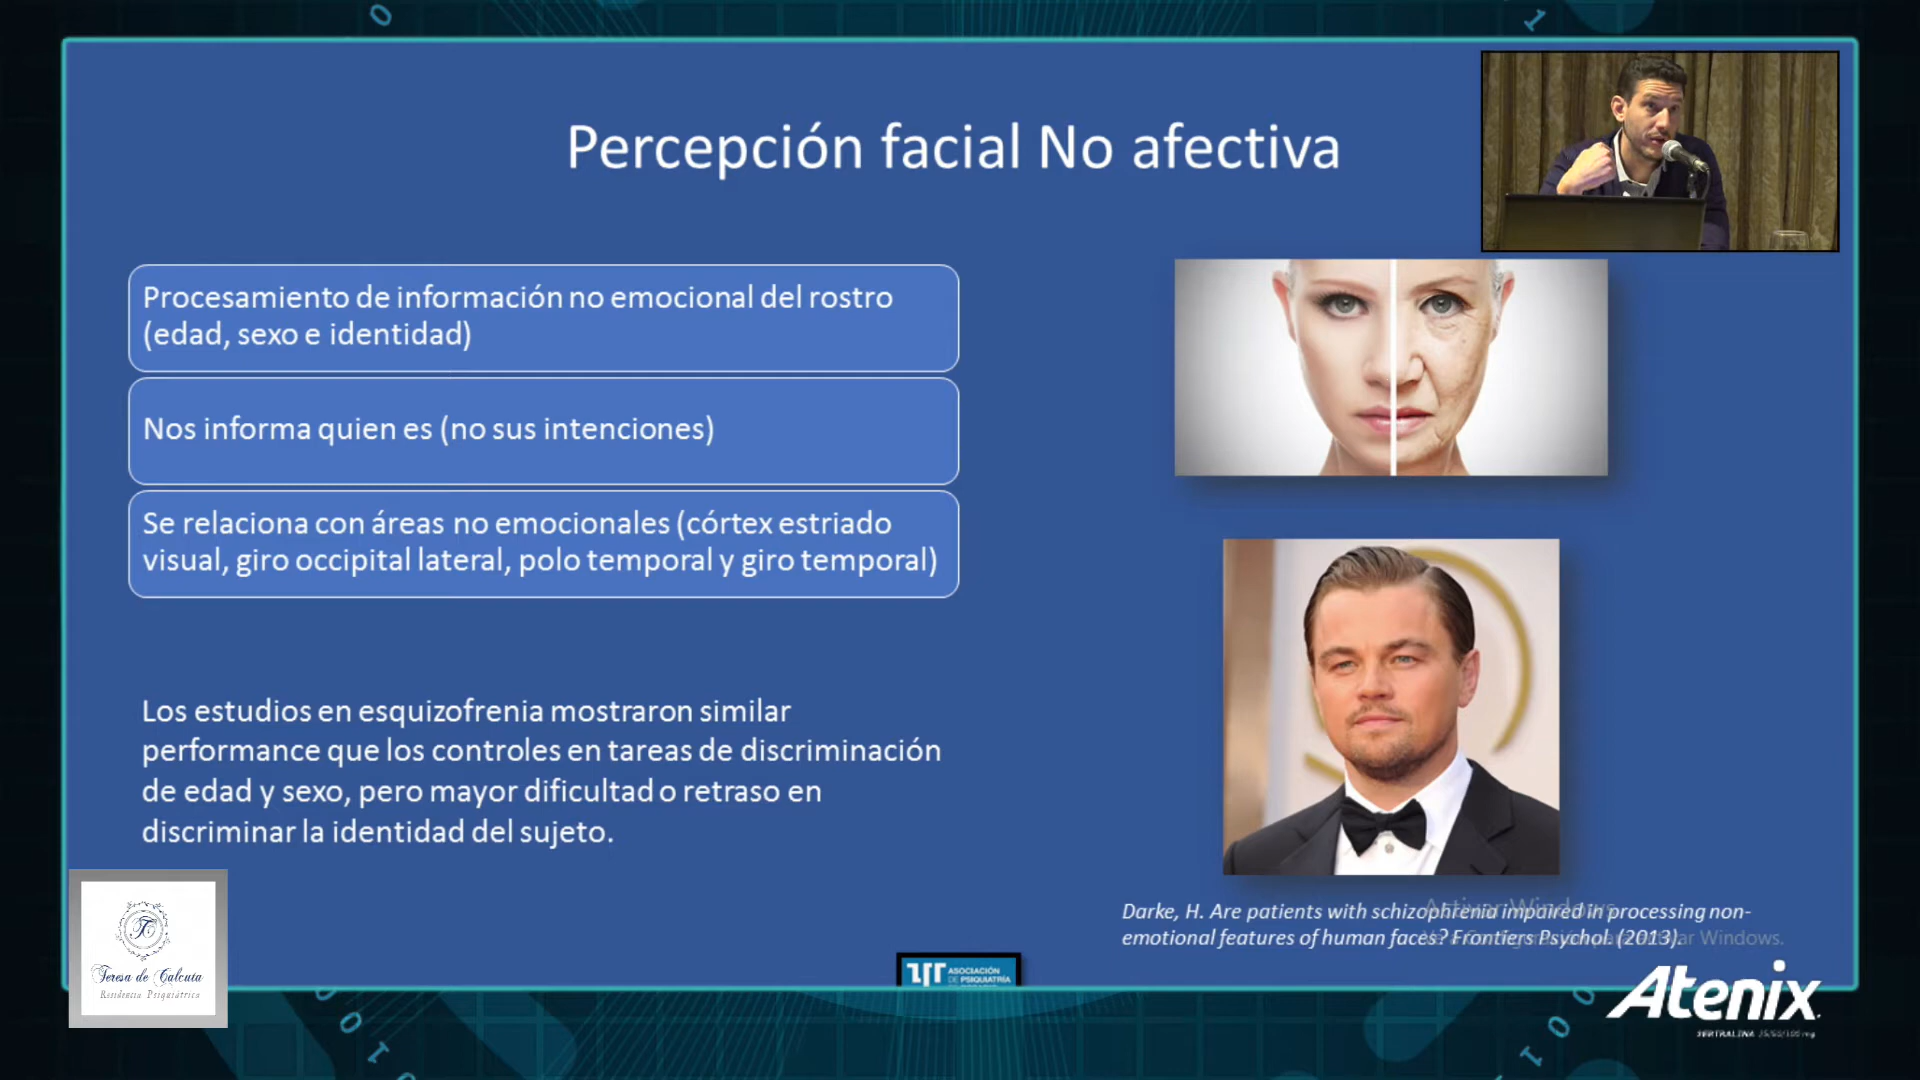 Percepción facial No afectiva
Procesamiento de información no emocional del rostro
(edad, sexo e identidad)
Nos informa quien es (no sus intenciones)
Se relaciona con áreas no emocionales (córtex estriado
visual, giro occipital lateral, polo temporal y giro temporal)
Los estudios en esquizofrenia mostraron similar
performance que los controles en tareas de discriminación
de edad y sexo, pero mayor dificultad o retraso en
discriminar la identidad del sujeto.
Darke, H. Are patients with schizophrenia impaired in processing non-
emotional features of human faces? Frontiers Psychol (2013).
Activar Windows
ar Windows.
Teresa de Calcuta
Residencia Psiquiátrica
ASOCIACIÓN
DE PSIQUIATRÍA
Atenix
SERTRALINA 25/50/100 mg